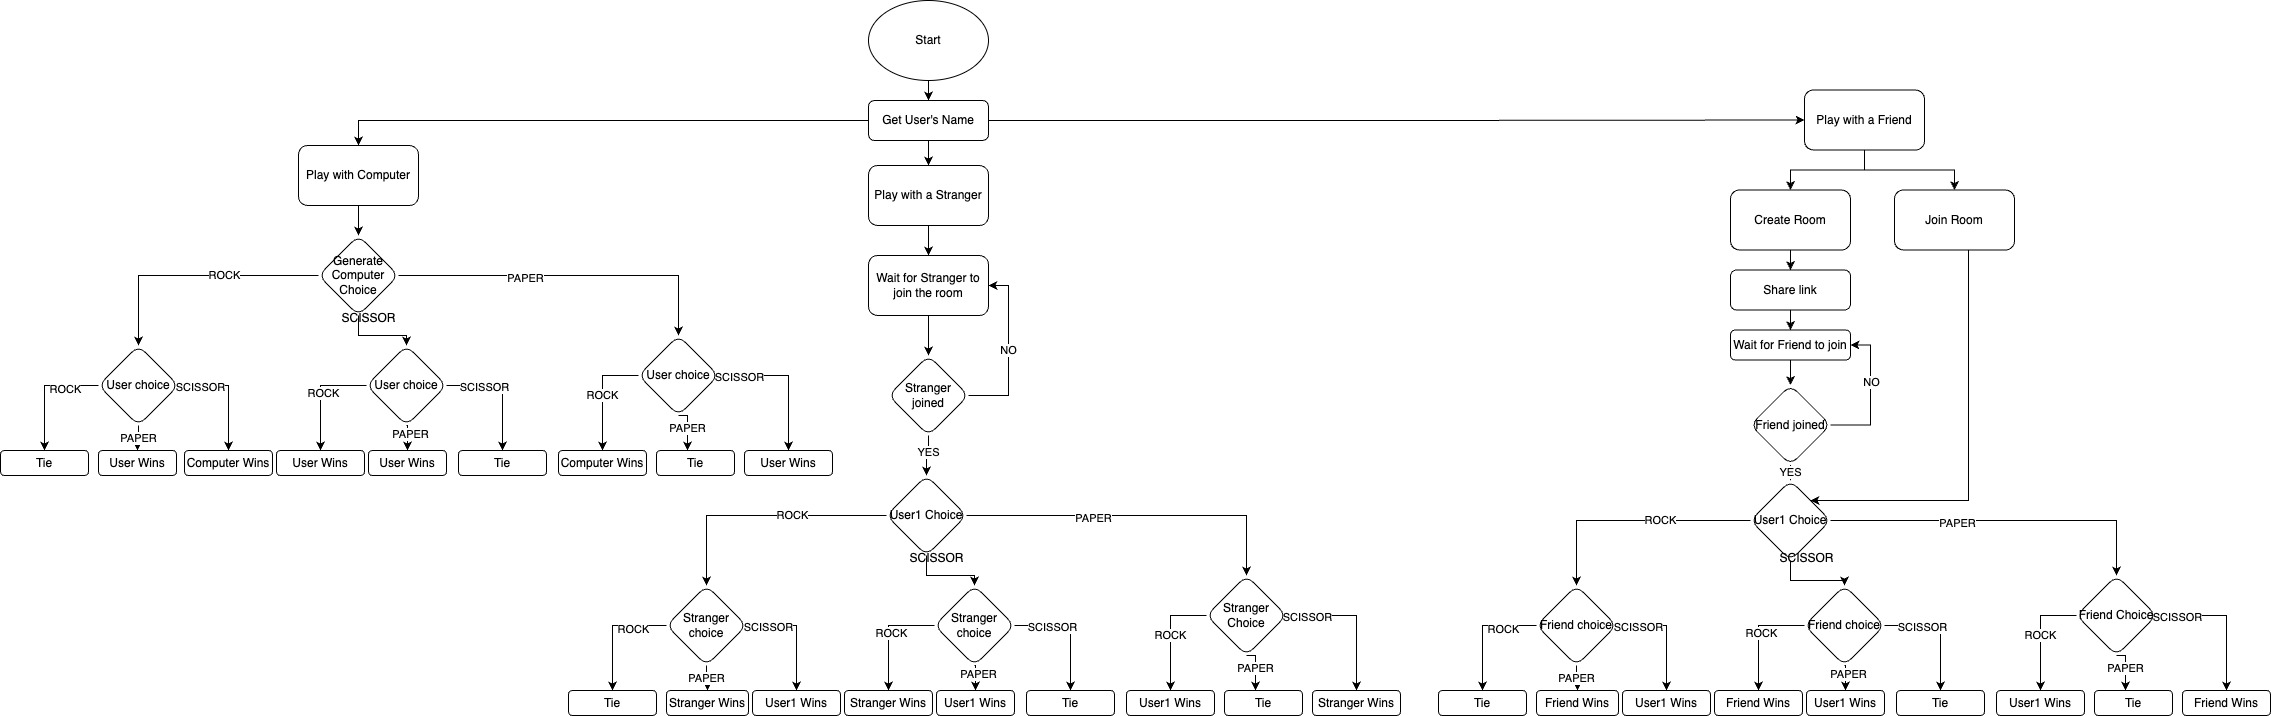 Start
Get User's Name
Play with a Friend
Play with Computer
Play with a Stranger
Create Room
Join Room
Generate
Computer
Choice
ROCK
PAPER
SCISSOR
Wait for Stranger to
join the room
Share link
NO
Wait for Friend to join
NO
User choice
ROCK
SCISSOR
PAPER
User choice
ROCK
SCISSOR
PAPER
User choice
ROCK
SCISSOR
PAPER
Stranger
joined
YES
Friend joined
YES
Tie
User Wins
Computer Wins
User Wins
User Wins
Tie
Computer Wins
Tie
User Wins
User1 Choice
ROCK
PAPER
SCISSOR
User1 Choice
ROCK
PAPER
SCISSOR
Stranger
choice
ROCK
SCISSOR
PAPER
Stranger
choice
ROCK
SCISSOR
PAPER
Stranger
Choice
ROCK
SCISSOR
PAPER
Friend choice
ROCK
SCISSOR
PAPER
Friend choice
ROCK
SCISSOR
PAPER
Friend Choice
ROCK
SCISSOR
PAPER
Tie
Stranger Wins
User1 Wins
Stranger Wins
User1 Wins
Tie
User1 Wins
Tie
Stranger Wins
Tie
Friend Wins
User1 Wins
Friend Wins
User1 Wins
Tie
User1 Wins
Tie
Friend Wins